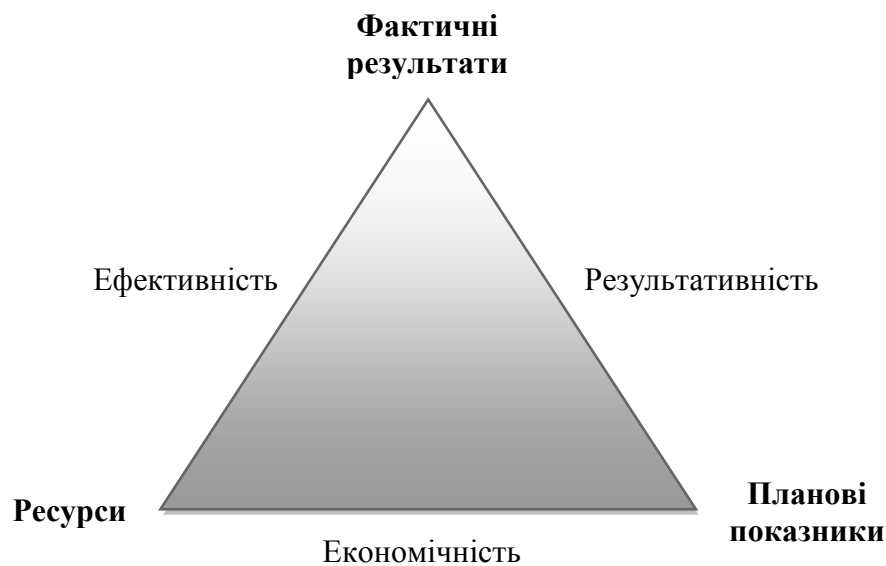 Фактичні
результати
Ефективність
Результативність
Ресурси
Планові
показники
Економічність